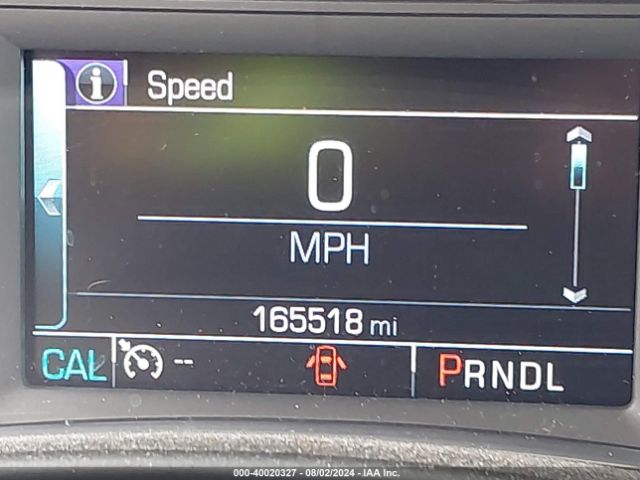 i Speed
0
MPH
165518 mi
CAL -- PRNDL
000-40020327 - 08/02/2024 - IAA Inc.